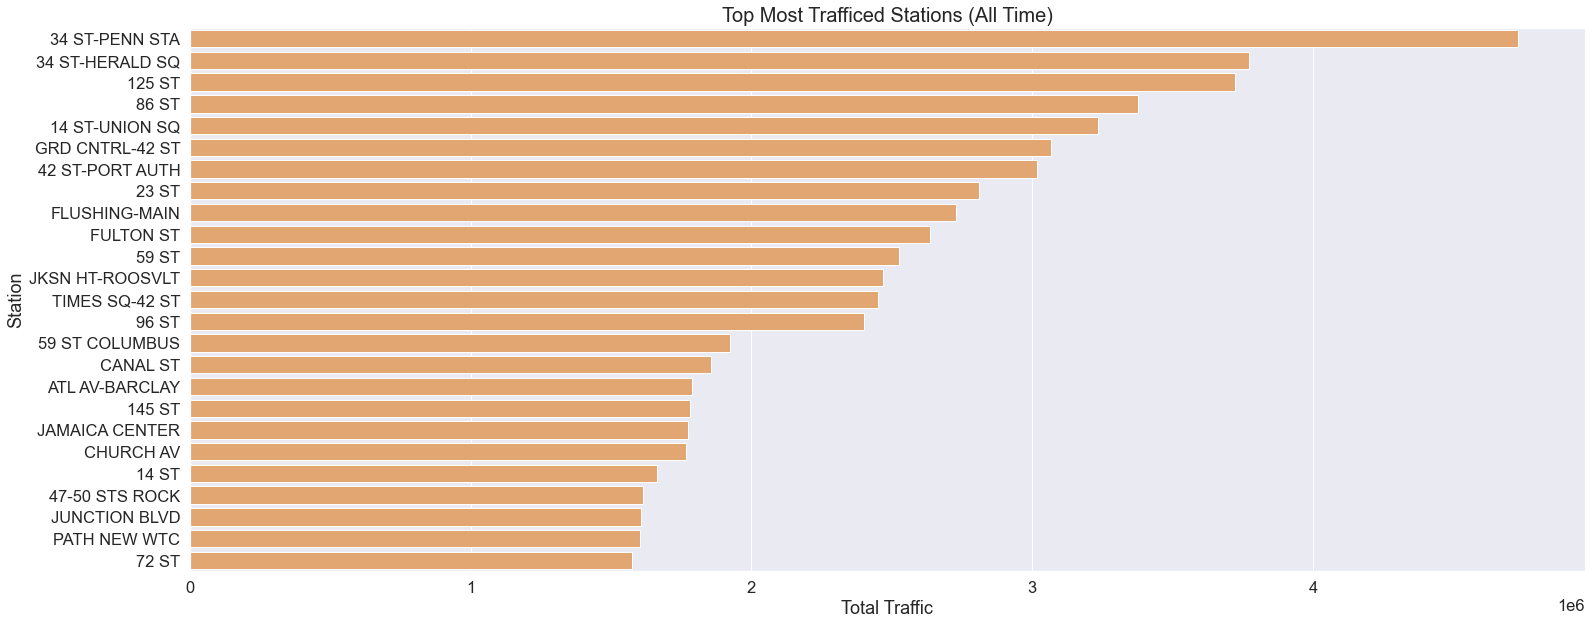 Top Most Trafficed Stations (All Time)
34 ST-PENN STA
34 ST-HERALD SQ
125 ST
86 ST
14 ST-UNION SQ
GRD CNTRL-42 ST
42 ST-PORT AUTH
23 ST
FLUSHING-MAIN
FULTON ST
59 ST
JKSN HT-ROOSVLT
TIMES SQ-42 ST
96 ST
59 ST COLUMBUS
CANAL ST
ATL AV-BARCLAY
145 ST
JAMAICA CENTER
CHURCH AV
14 ST
47-50 STS ROCK
JUNCTION BLVD
PATH NEW WTC
72 ST
Station
0 1 2 3 4
Total Traffic
1e6